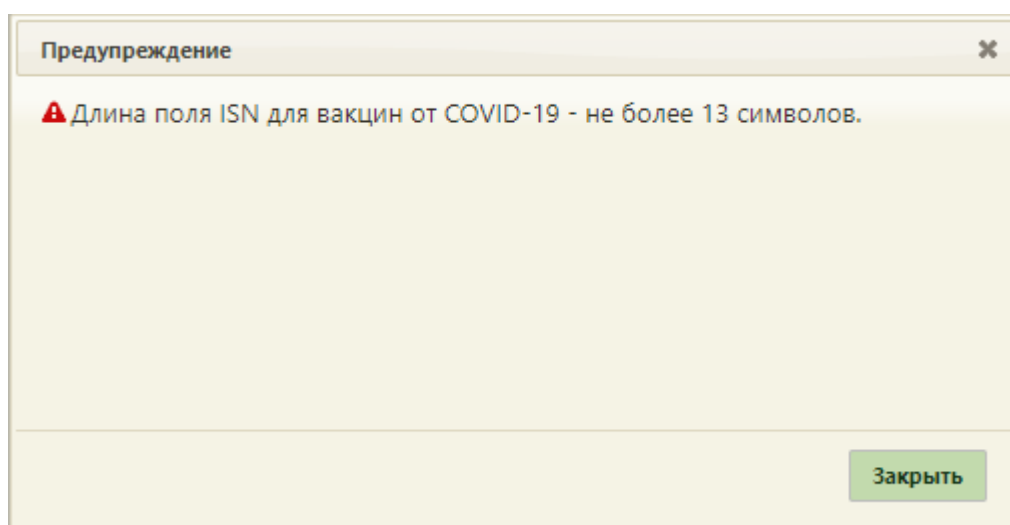 Предупреждение
Длина поля ISN для вакцин от COVID-19 - не более 13 символов.
Закрыть